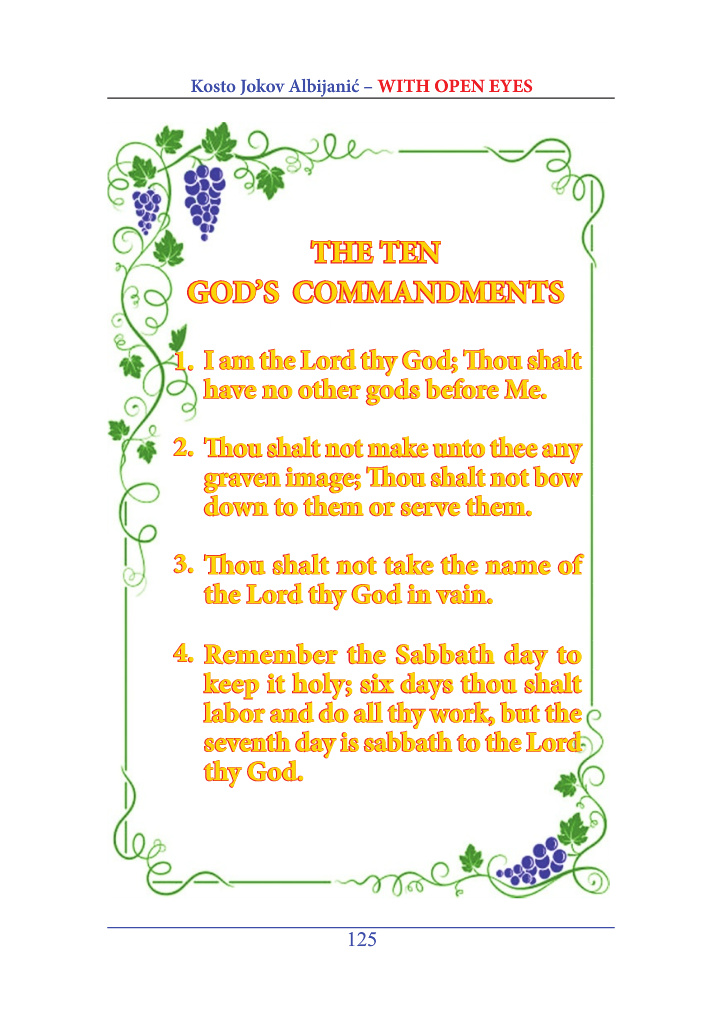 Kosto Jokov Albijanić – WITH OPEN EYES
THE TEN
GOD’S COMMANDMENTS
1. I am the Lord thy God; Thou shalt
have no other gods before Me.
2. Thou shalt not make unto thee any
graven image; Thou shalt not bow
down to them or serve them.
3. Thou shalt not take the name of
the Lord thy God in vain.
4. Remember the Sabbath day to
keep it holy; six days thou shalt
labor and do all thy work, but the
seventh day is sabbath to the Lord
thy God.
125